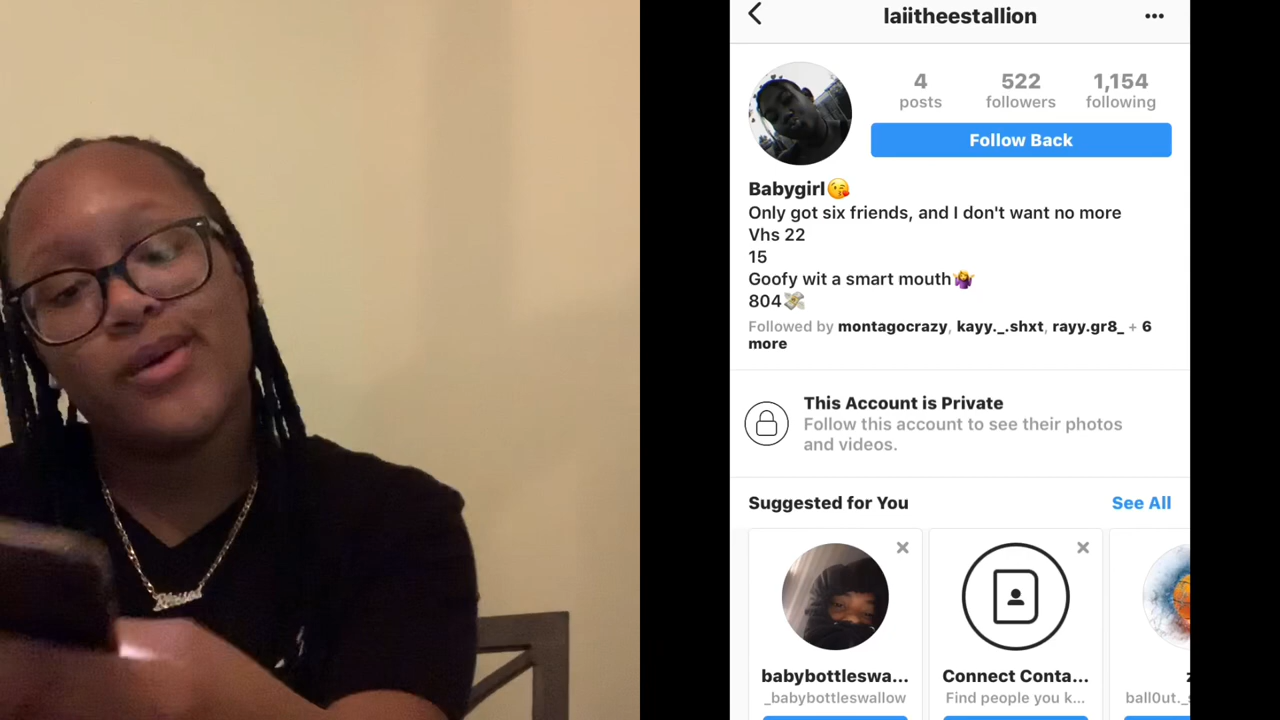 laiitheestallion
4 522 1,154
posts followers following
Follow Back
Babygirl😘
Only got six friends, and I don't want no more
Vhs 22
15
Goofy wit a smart mouth🤷‍♀️
804💸
Followed by montagocrazy, kayy._.shxt, rayy.gr8_ + 6
more
This Account is Private
Follow this account to see their photos
and videos.
Suggested for You See All
babybottleswa... Connect Conta...
_babybottleswallow Find people you k... ball0ut._